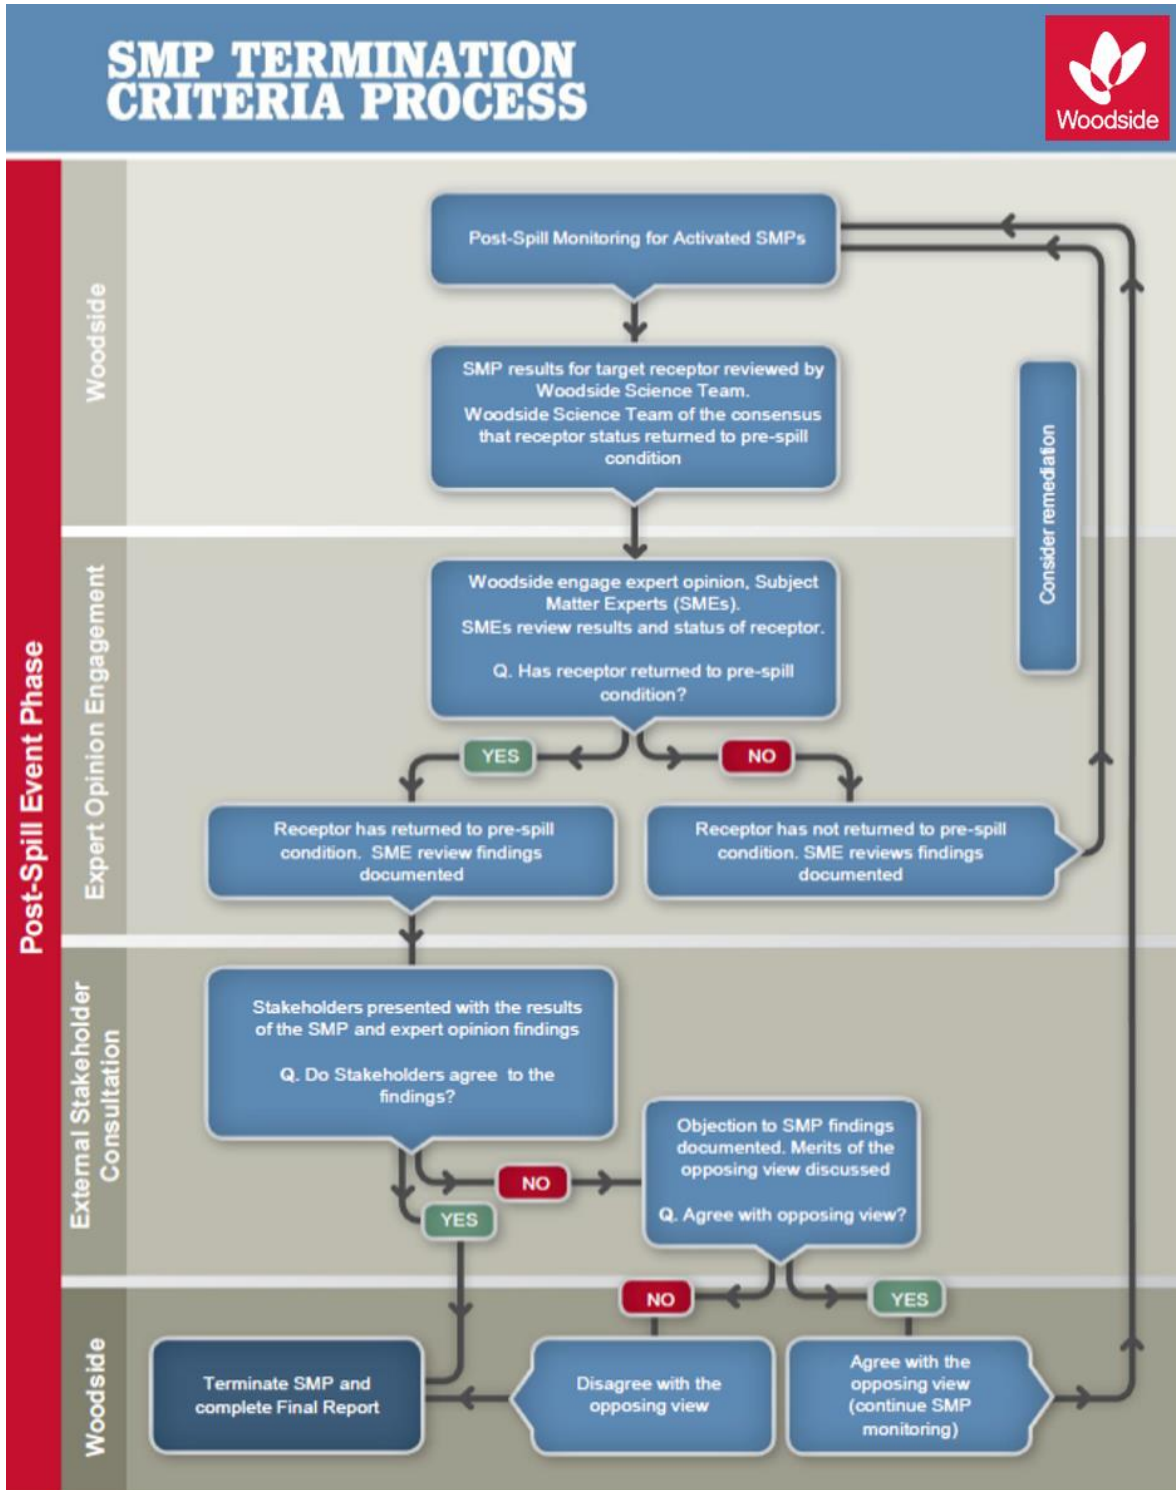 SMP TERMINATION
CRITERIA PROCESS
Woodside
Post-Spill Event Phase
Woodside
Post-Spill Monitoring for Activated SMPs
SMP results for target receptor reviewed by
Woodside Science Team.
Woodside Science Team of the consensus
that receptor status returned to pre-spill
condition
Consider remediation
Expert Opinion Engagement
Woodside engage expert opinion, Subject
Matter Experts (SMEs).
SMEs review results and status of receptor.
Q. Has receptor returned to pre-spill
condition?
YES
NO
Receptor has returned to pre-spill
condition. SME review findings
documented
Receptor has not returned to pre-spill
condition. SME reviews findings
documented
External Stakeholder
Consultation
Stakeholders presented with the results
of the SMP and expert opinion findings
Q. Do Stakeholders agree to the
findings?
NO
YES
Objection to SMP findings
documented. Merits of the
opposing view discussed
Q. Agree with opposing view?
NO
YES
Woodside
Terminate SMP and
complete Final Report
Disagree with the
opposing view
Agree with the
opposing view
(continue SMP
monitoring)